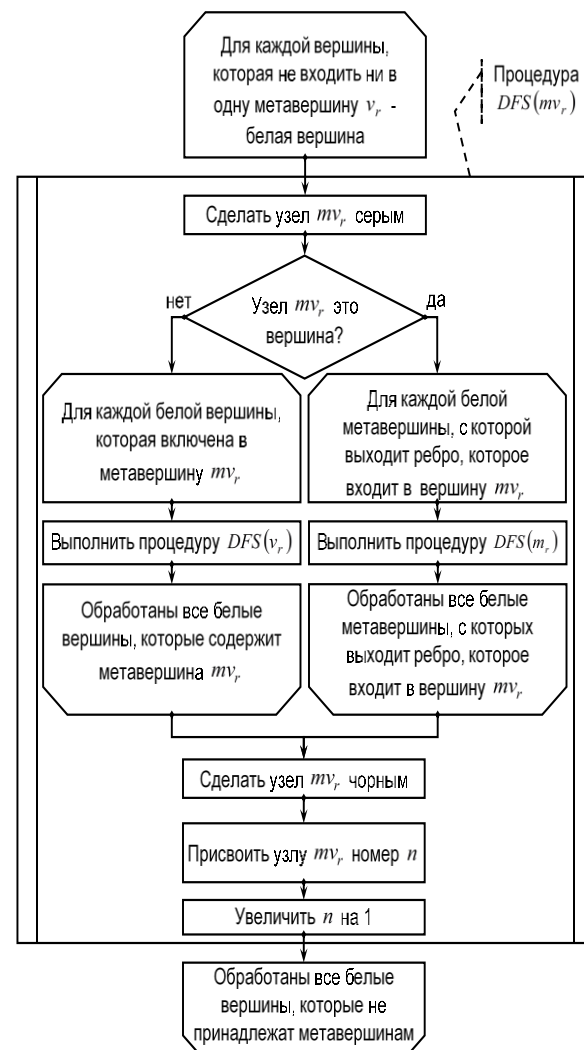 Для каждой вершины,
которая не входить ни в
одну метавершину v_r -
белая вершина
Процедура
DFS(mv_r)
Сделать узел mv_r серым
нет
Узел mv_r это
вершина?
да
Для каждой белой вершины,
которая включена в
метавершину mv_r
Для каждой белой
метавершины, с которой
выходит ребро, которое
входит в вершину mv_r
Выполнить процедуру DFS(v_r)
Выполнить процедуру DFS(m_r)
Обработаны все белые
вершины, которые содержит
метавершина mv_r
Обработаны все белые
метавершины, с которых
выходит ребро, которое
входит в вершину mv_r
Сделать узел mv_r чорным
Присвоить узлу mv_r номер n
Увеличить n на 1
Обработаны все белые
вершины, которые не
принадлежат метавершинам